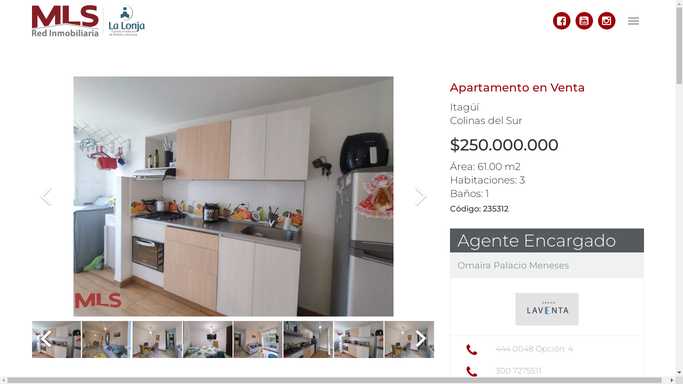 MLS
Red Inmobiliaria
La Lonja
Apartamento en Venta
Itagüí
Colinas del Sur
$250.000.000
Área: 61.00 m2
Habitaciones: 3
Baños: 1
Código: 235312
MLS
Agente Encargado
Omaira Palacio Meneses
LAVENTA
444 0048 Opción: 4
300 7275511